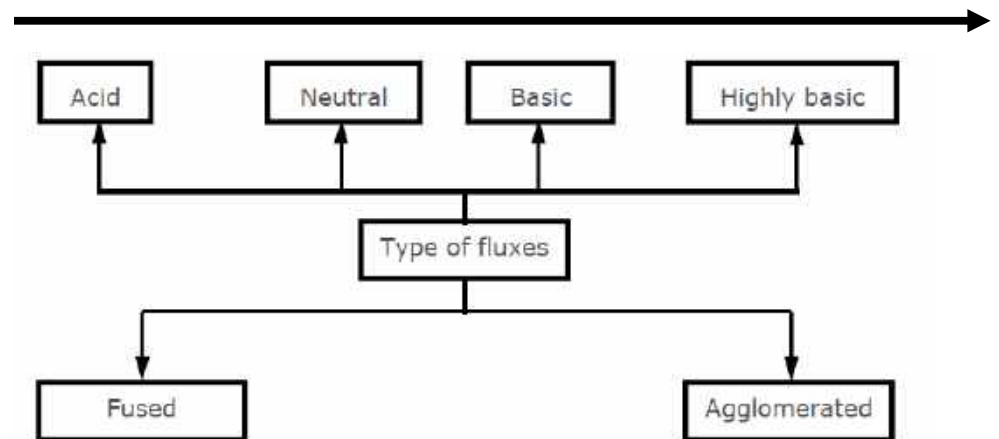 Acid
Neutral
Basic
Highly basic
Type of fluxes
Fused
Agglomerated